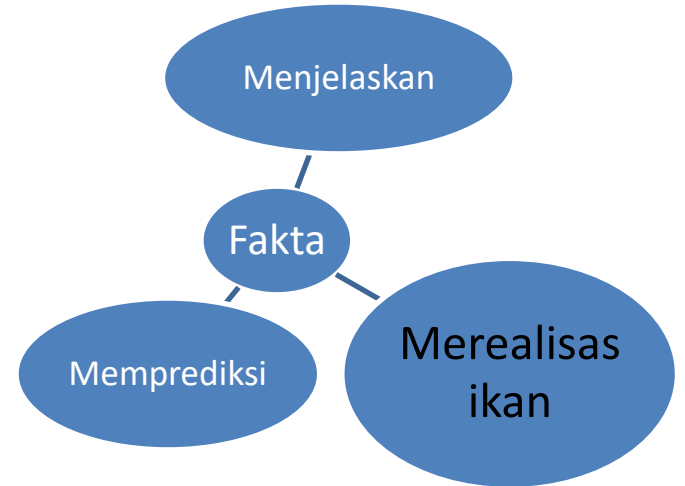 Menjelaskan
Fakta
Merealisas
ikan
Memprediksi